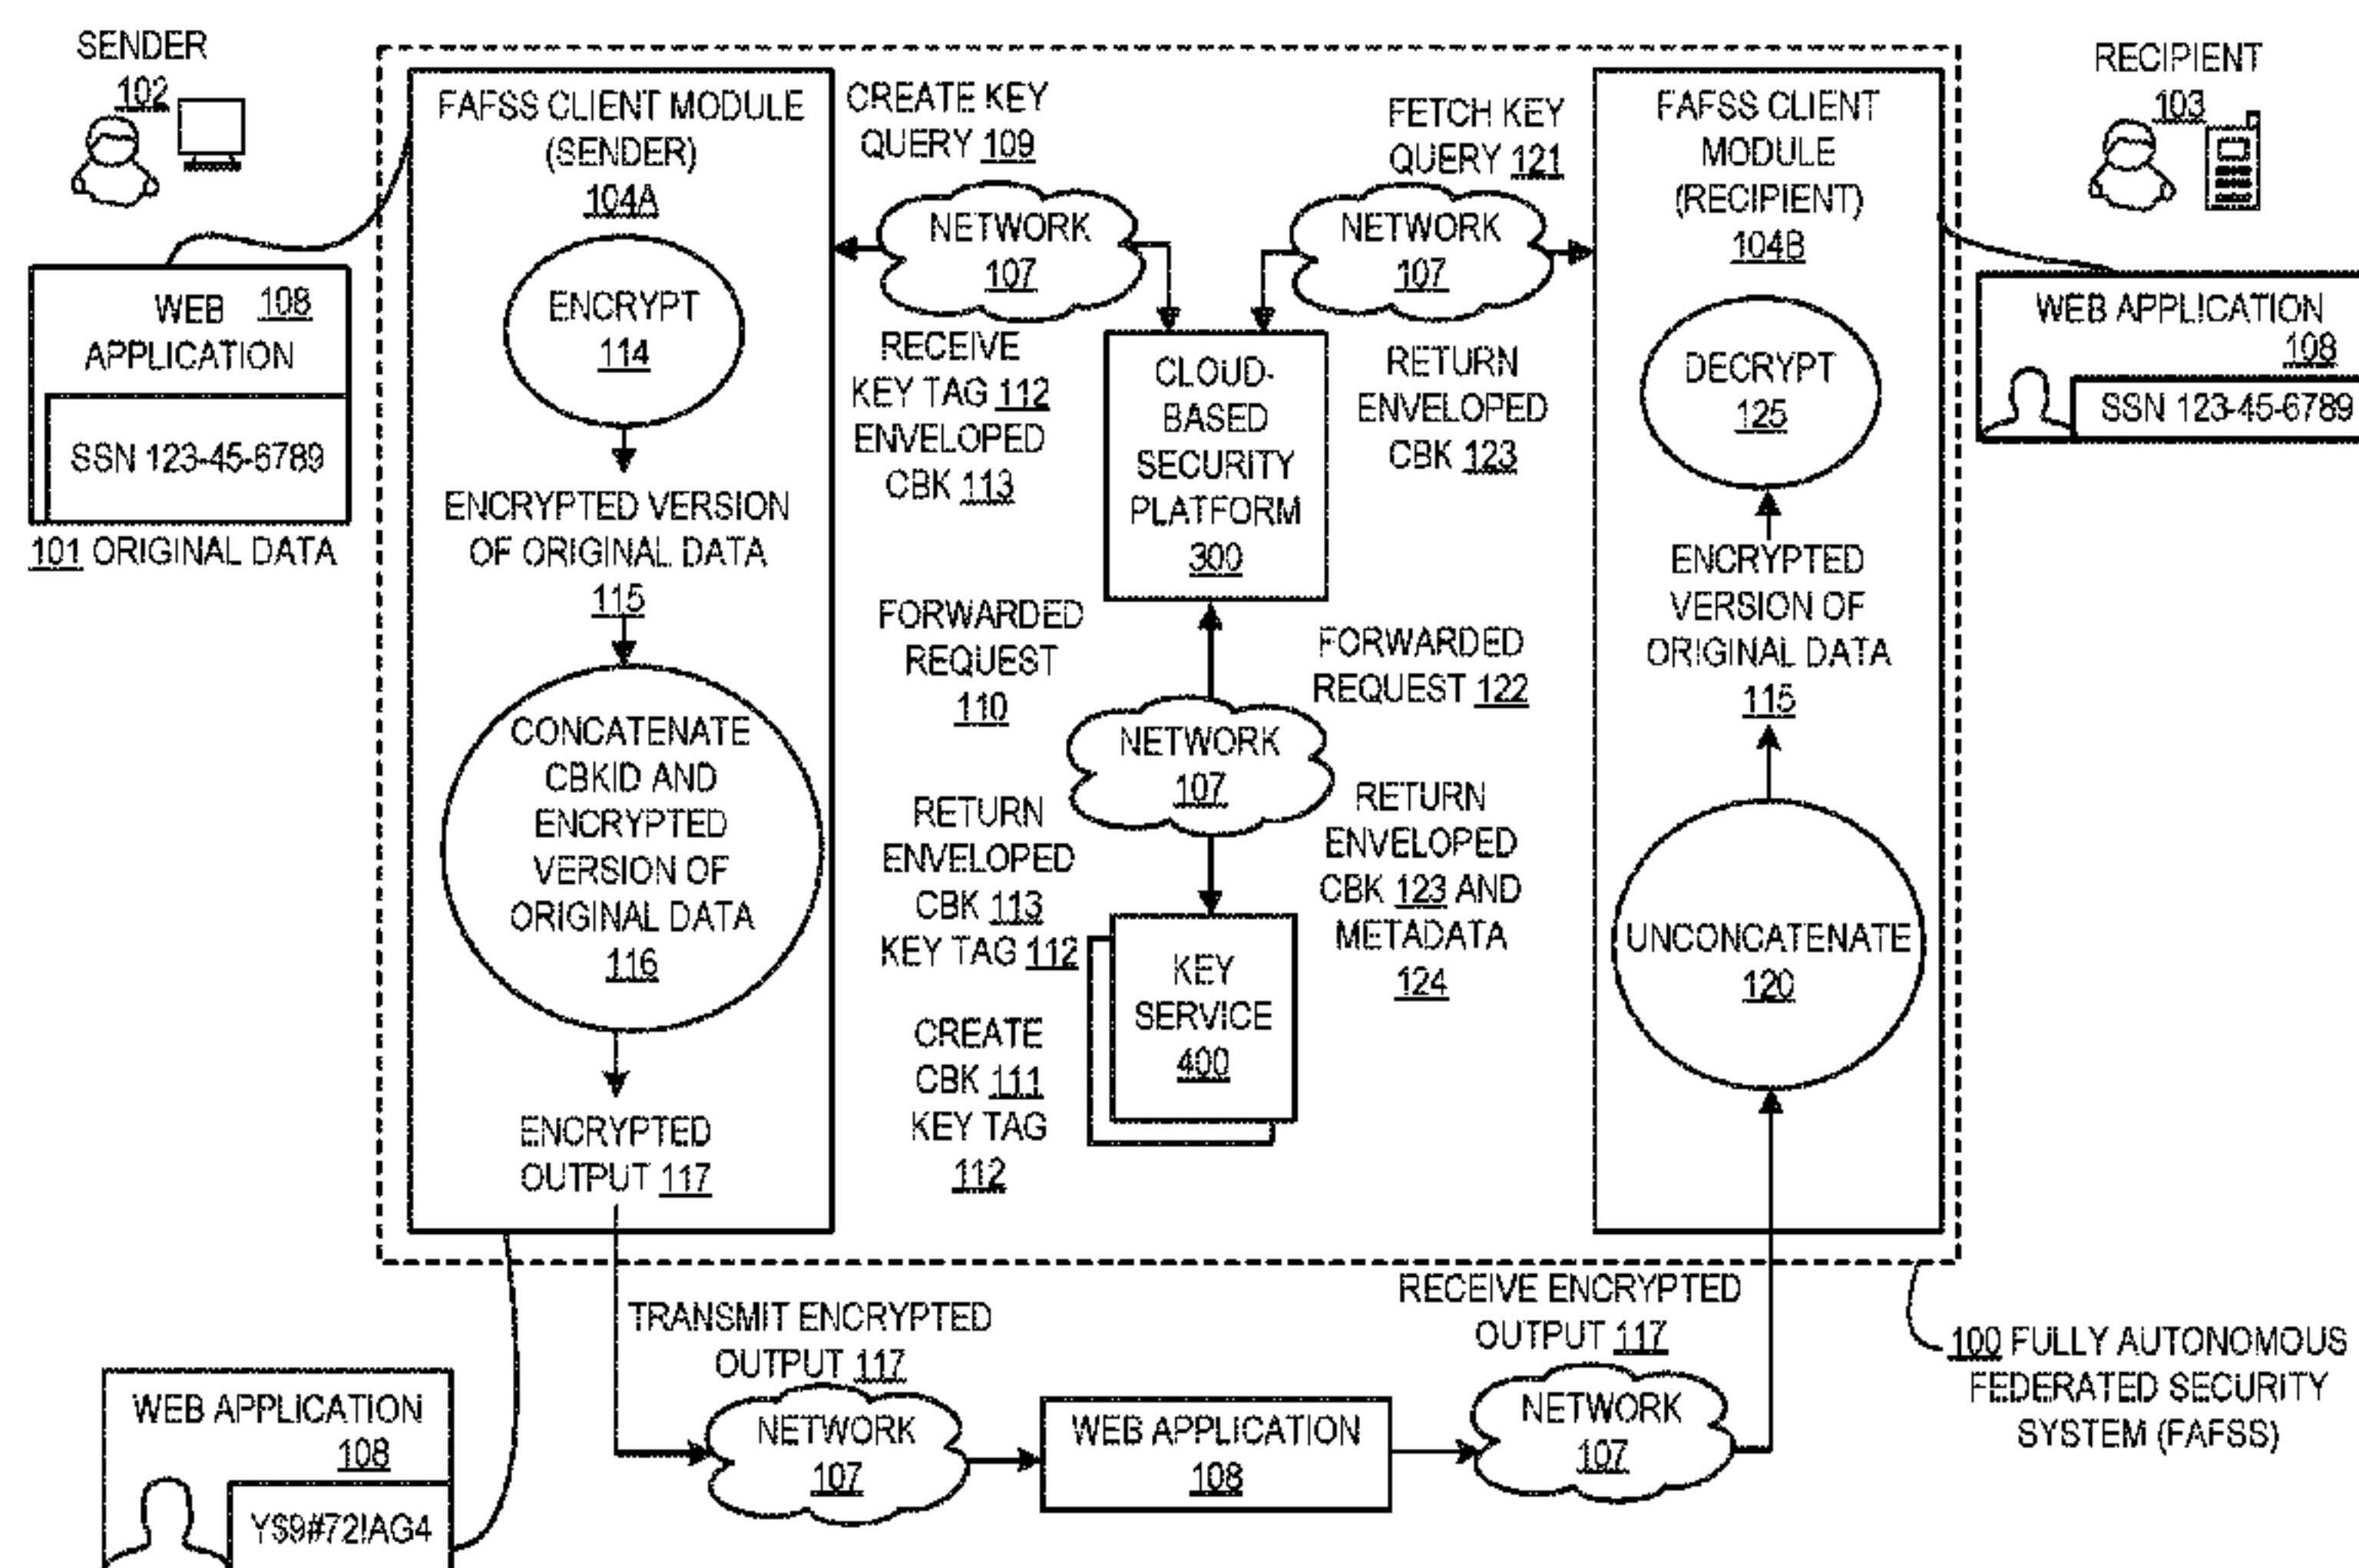 SENDER
102
WEB 108
APPLICATION
SSN 123-45-6789
101 ORIGINAL DATA
FAFSS CLIENT MODULE
(SENDER)
104A
ENCRYPT
114
ENCRYPTED VERSION
OF ORIGINAL DATA
115
CONCATENATE
CBKID AND
ENCRYPTED
VERSION OF
ORIGINAL DATA
116
ENCRYPTED
OUTPUT 117
CREATE KEY
QUERY 109
NETWORK
107
RECEIVE
KEY TAG 112
ENVELOPED
CBK 113
FETCH KEY
QUERY 121
NETWORK
107
RETURN
ENVELOPED
CBK 123
CLOUD-
BASED
SECURITY
PLATFORM
300
FORWARDED
REQUEST
110
FORWARDED
REQUEST 122
NETWORK
107
RETURN
ENVELOPED
CBK 113
KEY TAG 112
RETURN
ENVELOPED
CBK 123 AND
METADATA
124
CREATE
CBK 111
KEY TAG
112
KEY
SERVICE
400
FAFSS CLIENT
MODULE
(RECIPIENT)
104B
DECRYPT
125
ENCRYPTED
VERSION OF
ORIGINAL DATA
115
UNCONCATENATE
120
RECIPIENT
103
WEB APPLICATION
108
SSN 123-45-6789
TRANSMIT ENCRYPTED
OUTPUT 117
RECEIVE ENCRYPTED
OUTPUT 117
100 FULLY AUTONOMOUS
FEDERATED SECURITY
SYSTEM (FAFSS)
WEB APPLICATION
108
Y$9#72!AG4
NETWORK
107
WEB APPLICATION
108
NETWORK
107